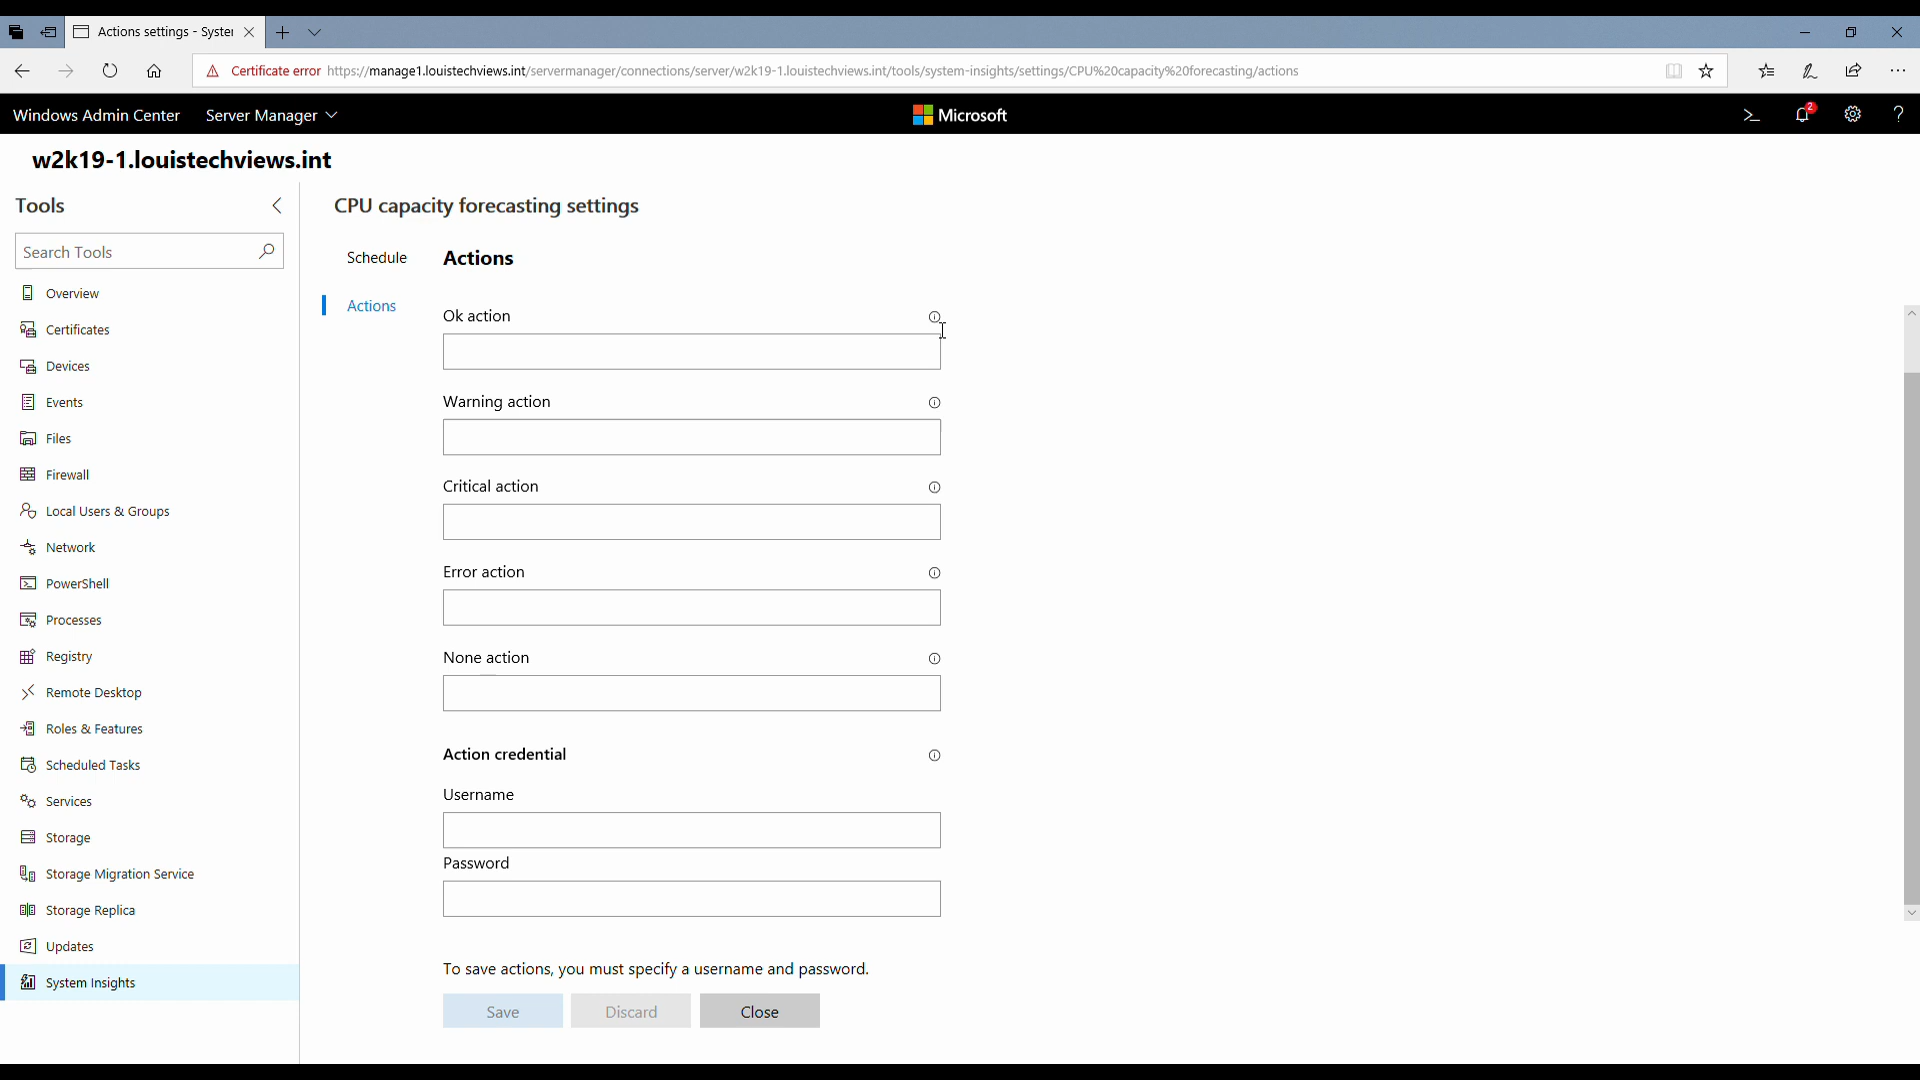 Actions settings - Syster
Certificate error https://manage1.louistechviews.int/servermanager/connections/server/w2k19-1.louistechviews.int/tools/system-insights/settings/CPU%20capacity%20forecasting/actions
Windows Admin Center Server Manager Microsoft 2 ?
w2k19-1.louistechviews.int
Tools
CPU capacity forecasting settings
Search Tools
Schedule
Actions
Actions
Overview
Certificates
Devices
Events
Files
Firewall
Local Users & Groups
Network
PowerShell
Processes
Registry
Remote Desktop
Roles & Features
Scheduled Tasks
Services
Storage
Storage Migration Service
Storage Replica
Updates
System Insights
Ok action
Warning action
Critical action
Error action
None action
Action credential
Username
Password
To save actions, you must specify a username and password.
Save Discard Close